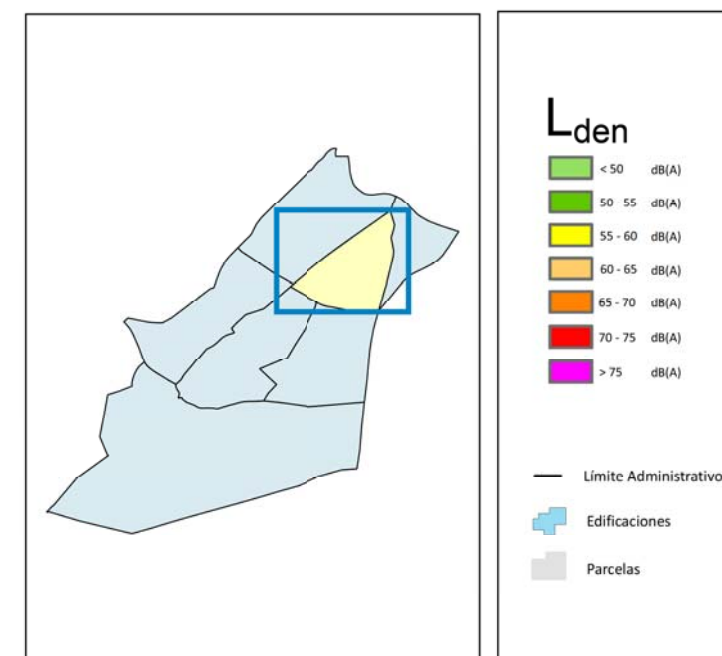 Lden
< 50 dB(A)
50 - 55 dB(A)
55 - 60 dB(A)
60 - 65 dB(A)
65 - 70 dB(A)
70 - 75 dB(A)
> 75 dB(A)
Límite Administrativo
Edificaciones
Parcelas